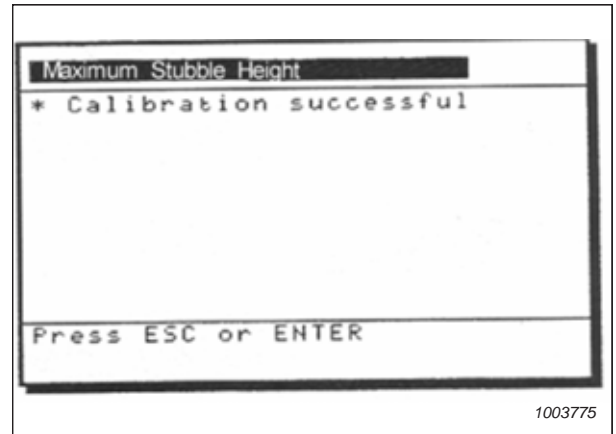 Maximum Stubble Height
* Calibration successful
Press ESC or ENTER
1003775